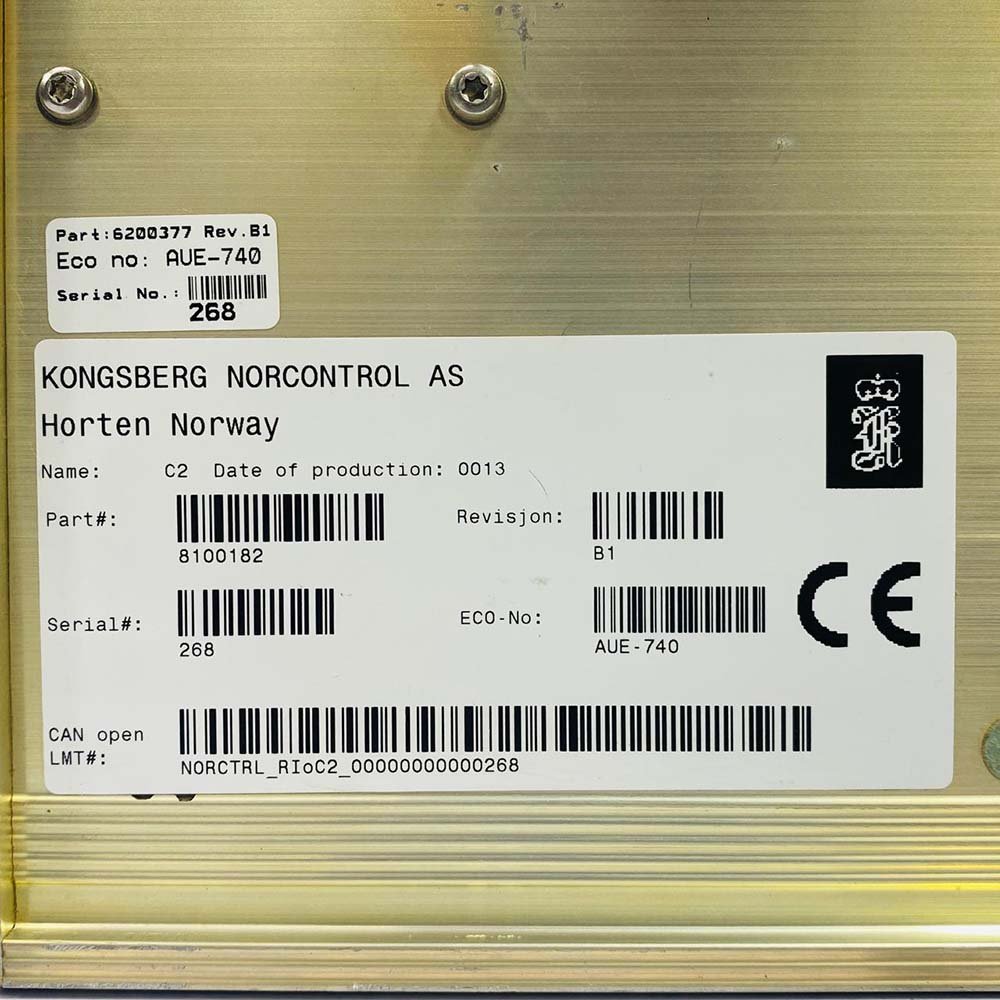 Part:6200377 Rev.B1
Eco no: AUE-740
Serial No.:
268
KONGSBERG NORCONTROL AS
Horten Norway
Name: C2 Date of production: 0013
Part#: Revisjon:
8100182 B1
Serial#: ECO-No:
268 AUE-740
CE
CAN open
LMT#:
NORCTRL_RIoC2_00000000000268